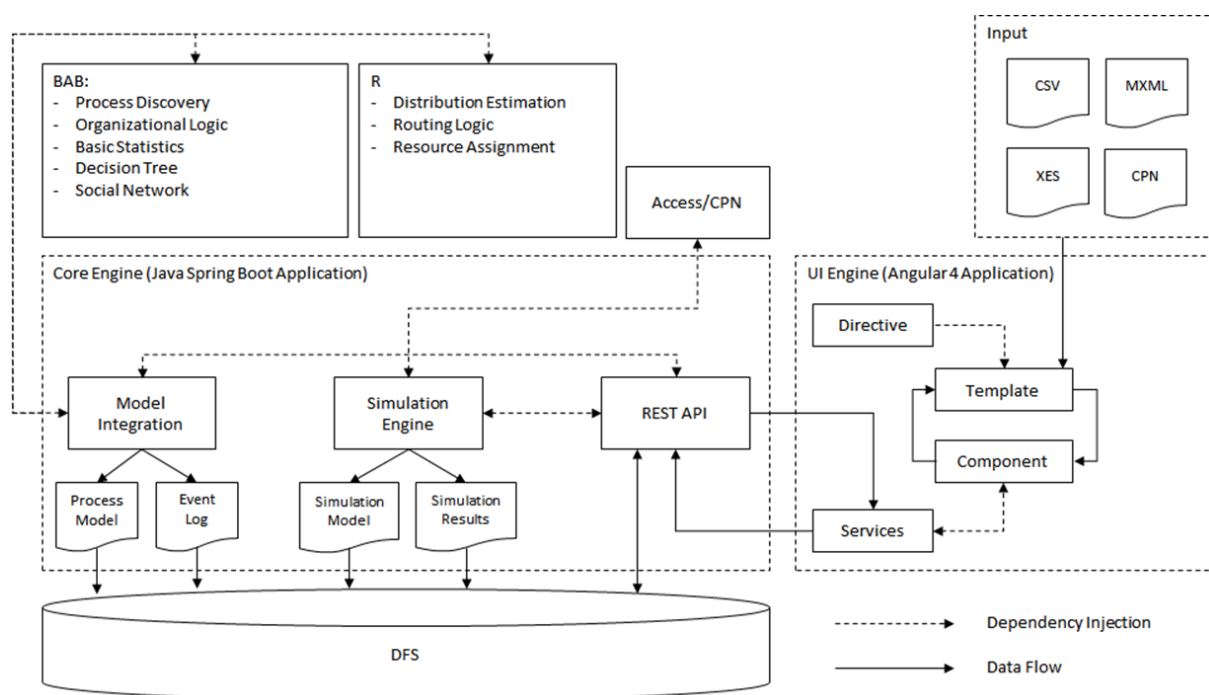 BAB:
- Process Discovery
- Organizational Logic
- Basic Statistics
- Decision Tree
- Social Network
R
- Distribution Estimation
- Routing Logic
- Resource Assignment
Access/CPN
Input
CSV
MXML
XES
CPN
Core Engine (Java Spring Boot Application)
Model
Integration
Simulation
Engine
REST API
Process
Model
Event
Log
Simulation
Model
Simulation
Results
DFS
UI Engine (Angular 4 Application)
Directive
Template
Component
Services
Dependency Injection
Data Flow